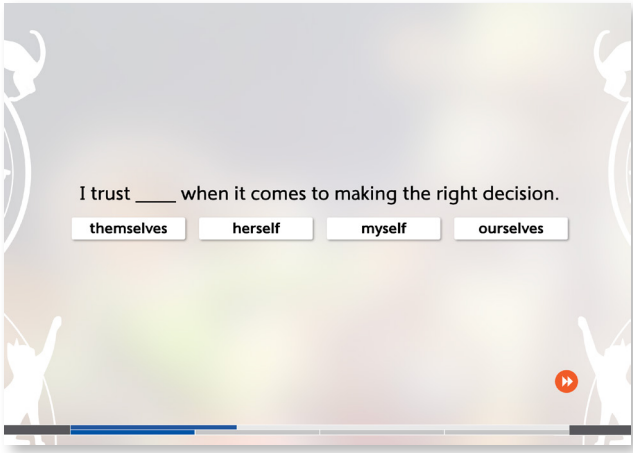 I trust ____ when it comes to making the right decision.
themselves herself myself ourselves